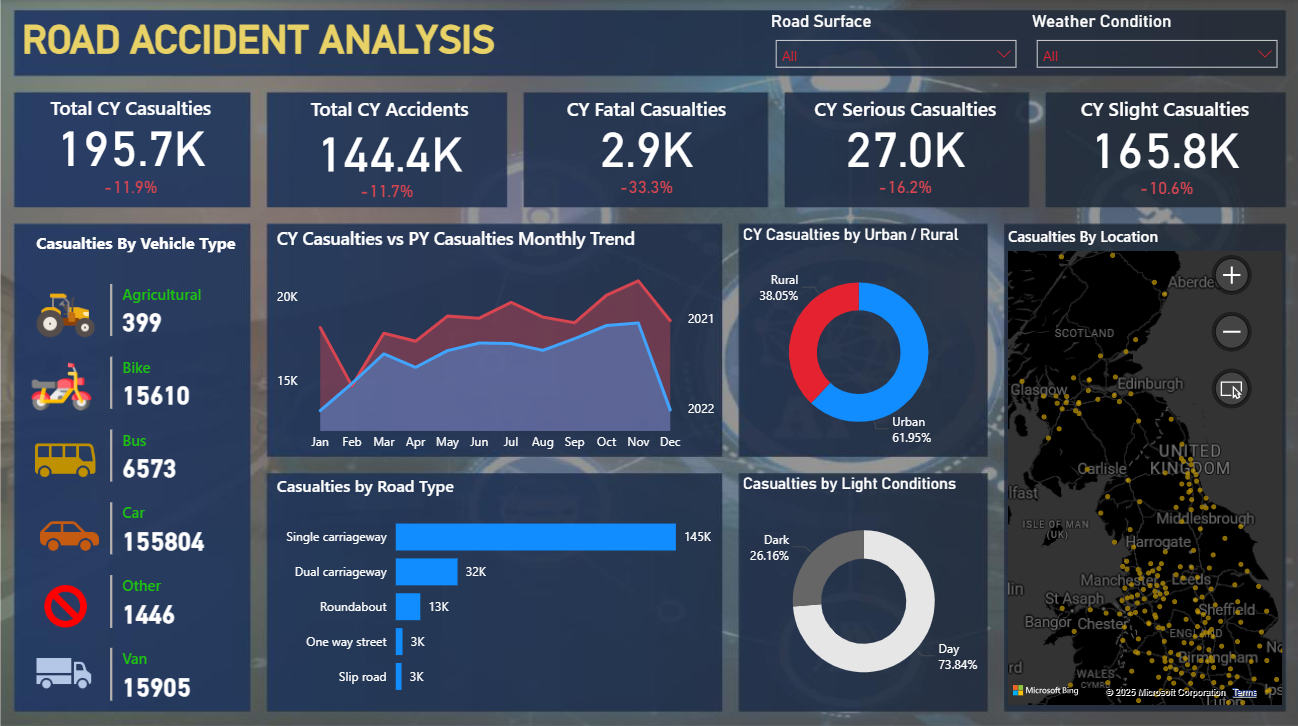 ROAD ACCIDENT ANALYSIS
Road Surface
All
Weather Condition
All
Total CY Casualties
195.7K
-11.9%
Total CY Accidents
144.4K
-11.7%
CY Fatal Casualties
2.9K
-33.3%
CY Serious Casualties
27.0K
-16.2%
CY Slight Casualties
165.8K
-10.6%
Casualties By Vehicle Type
Agricultural
399
Bike
15610
Bus
6573
Car
155804
Other
1446
Van
15905
CY Casualties vs PY Casualties Monthly Trend
20K
15K
2021
2022
Jan Feb Mar Apr May Jun Jul Aug Sep Oct Nov Dec
Casualties by Road Type
Single carriageway 145K
Dual carriageway 32K
Roundabout 13K
One way street 3K
Slip road 3K
CY Casualties by Urban / Rural
Rural
38.05%
Urban
61.95%
Casualties by Light Conditions
Dark
26.16%
Day
73.84%
Casualties By Location
Aberde
SCOTLAND
Glasgow
Edinburgh
UNITED
KINGDOM
Carlisle
lfast
ISLE OF MAN
(UK)
Middlesbrough
Harrogate
Manchester
Leeds
lin
St Asaph
Sheffield
Bangor
Chester
ENGLAND
No
Birmingham
rd
WALES
CYMR
Microsoft Bing
© 2025 Microsoft Corporation
Terms
Luton